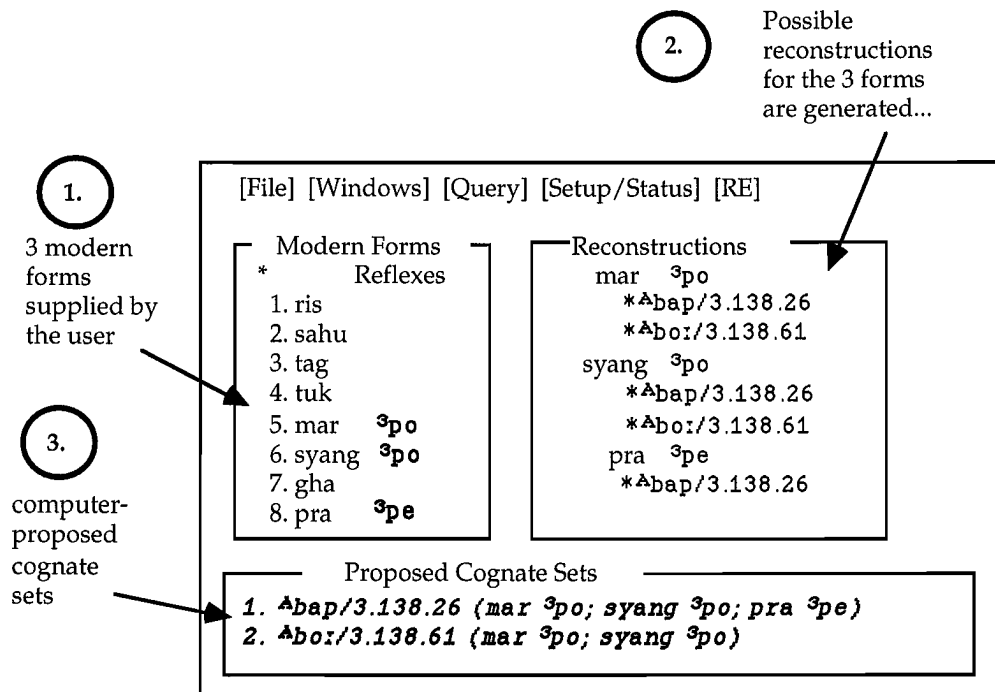 2.
Possible
reconstructions
for the 3 forms
are generated...
1.
3 modern
forms
supplied by
the user
3.
computer-
proposed
cognate
sets
[File] [Windows] [Query] [Setup/Status] [RE]
Modern Forms
* Reflexes
1. ris
2. sahu
3. tag
4. tuk
5. mar ³po
6. syang ³po
7. gha
8. pra ³pe
Reconstructions
mar ³po
*ᴬbap/3.138.26
*ᴬboː/3.138.61
syang ³po
*ᴬbap/3.138.26
*ᴬboː/3.138.61
pra ³pe
*ᴬbap/3.138.26
Proposed Cognate Sets
1. ᴬbap/3.138.26 (mar ³po; syang ³po; pra ³pe)
2. ᴬboː/3.138.61 (mar ³po; syang ³po)